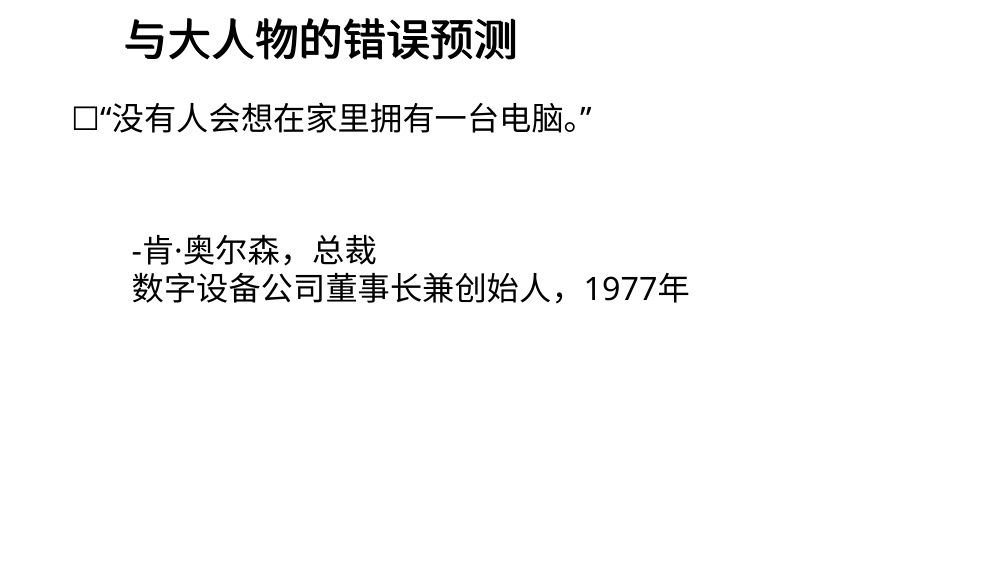 与大人物的错误预测
☐“没有人会想在家里拥有一台电脑。”
-肯·奥尔森，总裁
数字设备公司董事长兼创始人，1977年